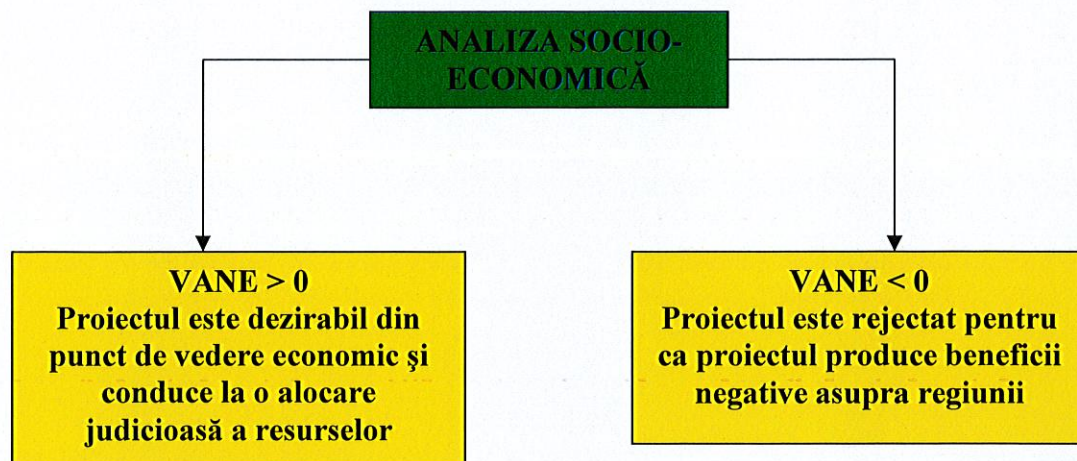 ANALIZA SOCIO-
ECONOMICĂ
VANE > 0
Proiectul este dezirabil din
punct de vedere economic şi
conduce la o alocare
judicioasă a resurselor
VANE < 0
Proiectul este rejectat pentru
ca proiectul produce beneficii
negative asupra regiunii